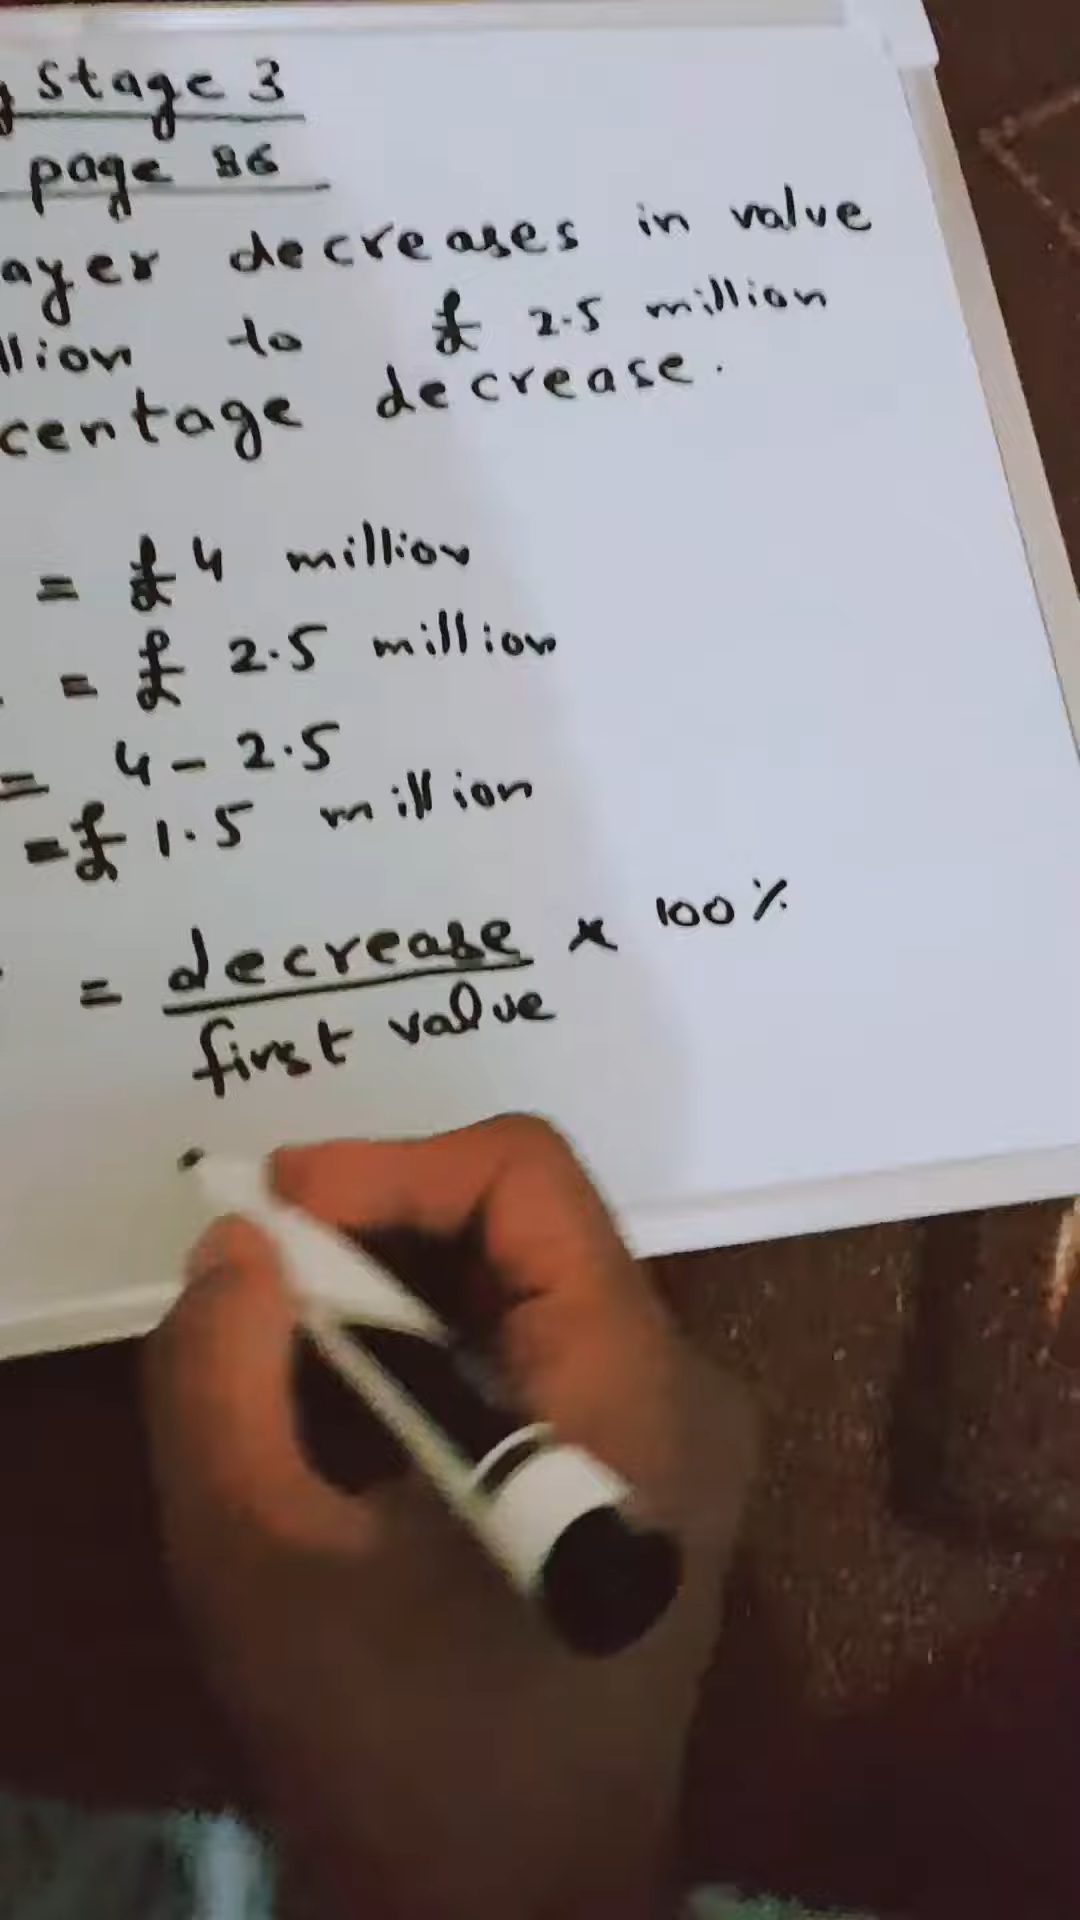 Stage 3
page 86
ayer decreases in value
llion to £ 2.5 million
centage decrease.
= £4 million
= £ 2.5 million
= 4 - 2.5
= £ 1.5 million
= decrease × 100%
first value